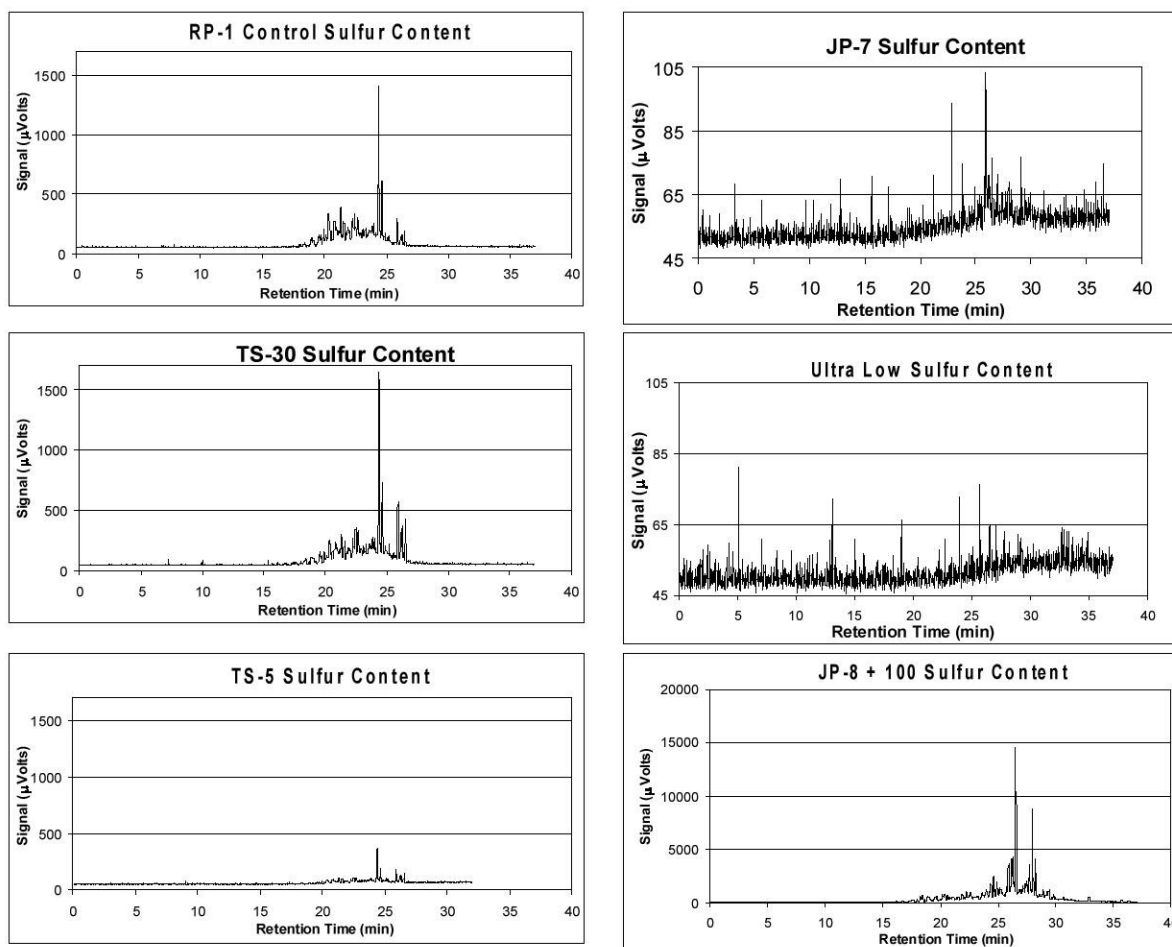 RP-1 Control Sulfur Content
1500
1000
500
0
Signal (µVolts)
0 5 10 15 20 25 30 35 40
Retention Time (min)
JP-7 Sulfur Content
105
85
65
45
Signal (µVolts)
0 5 10 15 20 25 30 35 40
Retention Time (min)
TS-30 Sulfur Content
1500
1000
500
0
Signal (µVolts)
0 5 10 15 20 25 30 35 40
Retention Time (min)
Ultra Low Sulfur Content
105
85
65
45
Signal (µVolts)
0 5 10 15 20 25 30 35 40
Retention Time (min)
TS-5 Sulfur Content
1500
1000
500
0
Signal (µVolts)
0 5 10 15 20 25 30 35 40
Retention Time (min)
JP-8 + 100 Sulfur Content
20000
15000
10000
5000
0
Signal (µVolts)
0 5 10 15 20 25 30 35 40
Retention Time (min)